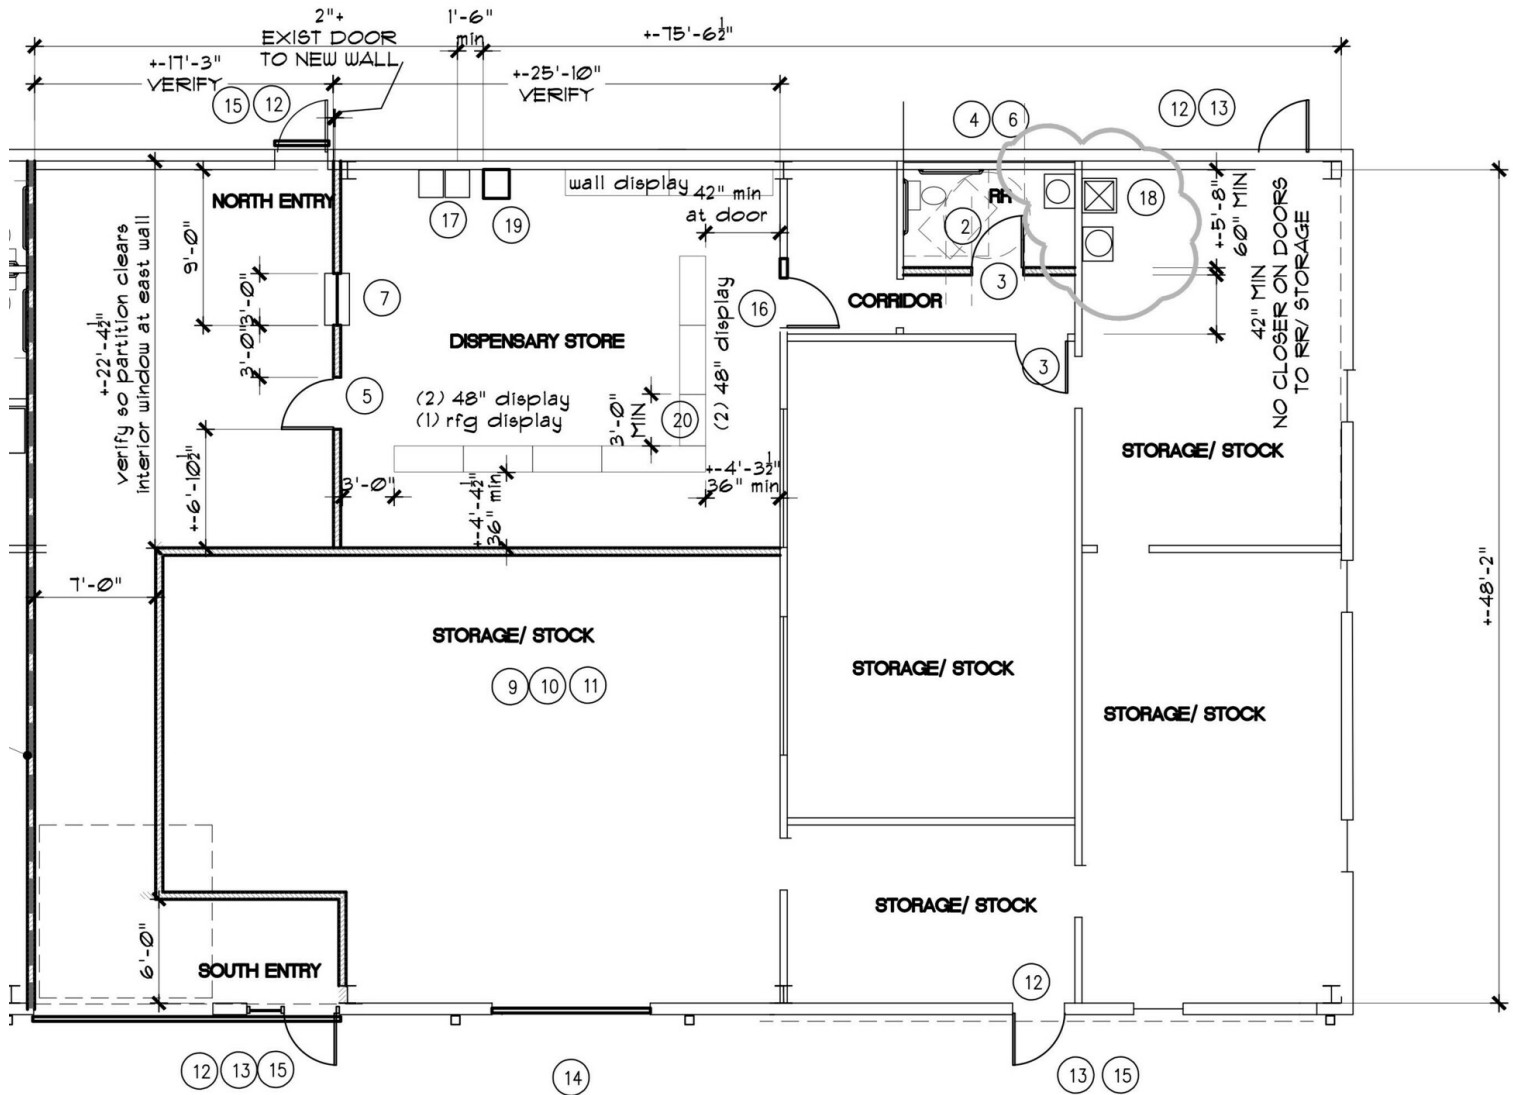 2"+
EXIST DOOR
TO NEW WALL
1'-6"
min
+-75'-6½"
+-17'-3"
VERIFY
+-25'-10"
VERIFY
15 12
4 6
12 13
NORTH ENTRY
17
19
wall display
42" min
at door
RR
2
18
+-5'-8"
60" MIN
42" MIN
NO CLOSER ON DOORS
TO RR/ STORAGE
9'-0"
3'-0"
3'-0"
+-22'-4½"
verify so partition clears
interior window at east wall
7
16
CORRIDOR
3
DISPENSARY STORE
(2) 48" display
5
(2) 48" display
(1) rfg display
3'-0"
MIN
20
3
STORAGE/ STOCK
+-6'-10½"
3'-0"
+-4'-4½"
36" min
+-4'-3½"
36" min
7'-0"
+-48'-2"
STORAGE/ STOCK
9 10 11
STORAGE/ STOCK
STORAGE/ STOCK
STORAGE/ STOCK
6'-0"
SOUTH ENTRY
12
12 13 15
14
13 15